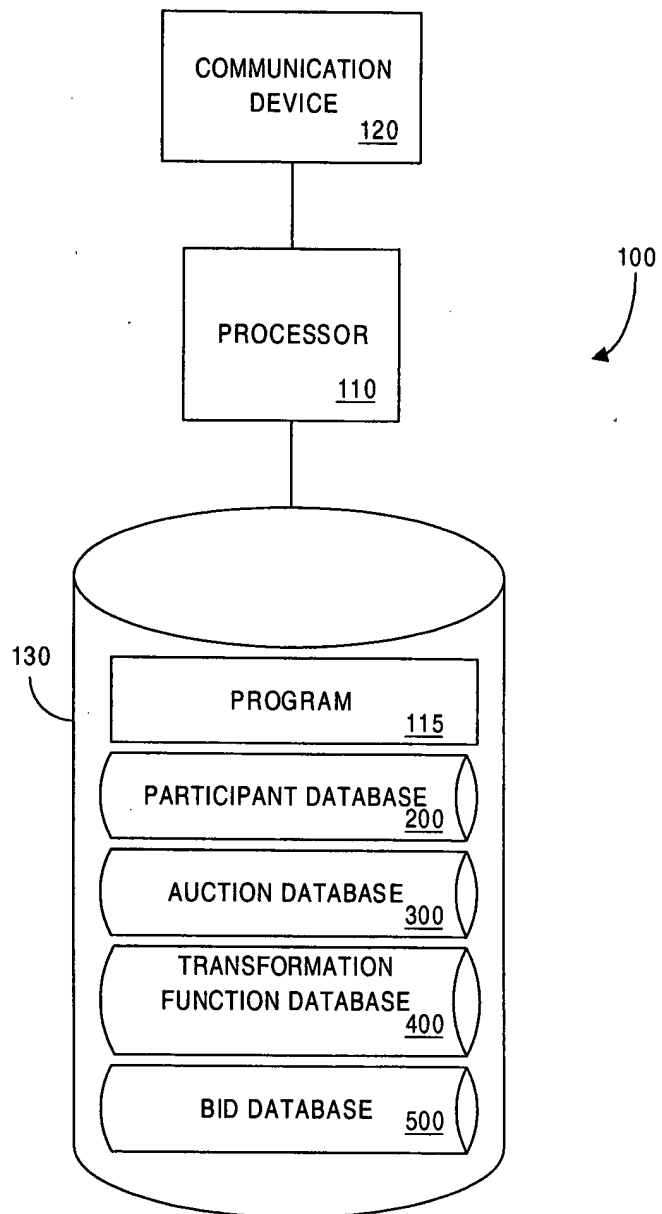 COMMUNICATION
DEVICE
120
100
PROCESSOR
110
130
PROGRAM
115
PARTICIPANT DATABASE
200
AUCTION DATABASE
300
TRANSFORMATION
FUNCTION DATABASE
400
BID DATABASE
500